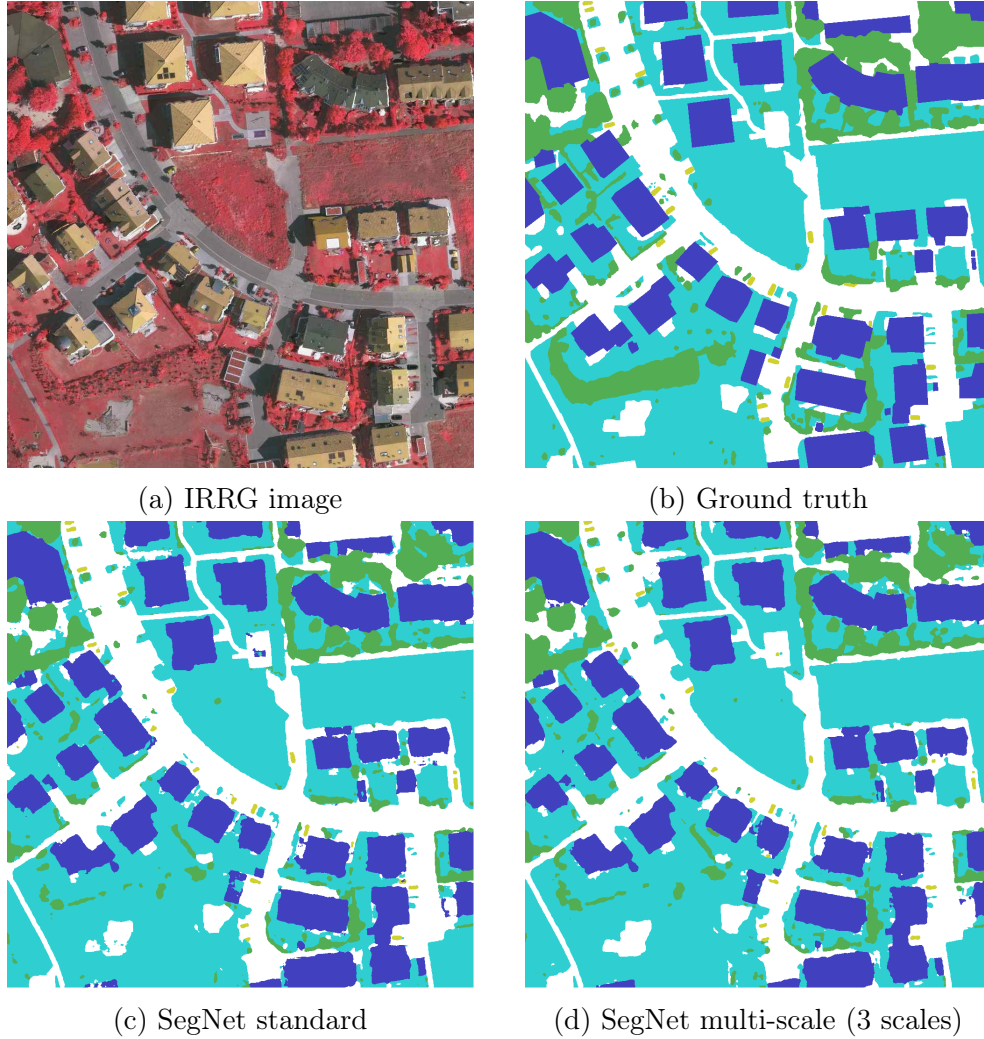 (a) IRRG image
(b) Ground truth
(c) SegNet standard
(d) SegNet multi-scale (3 scales)